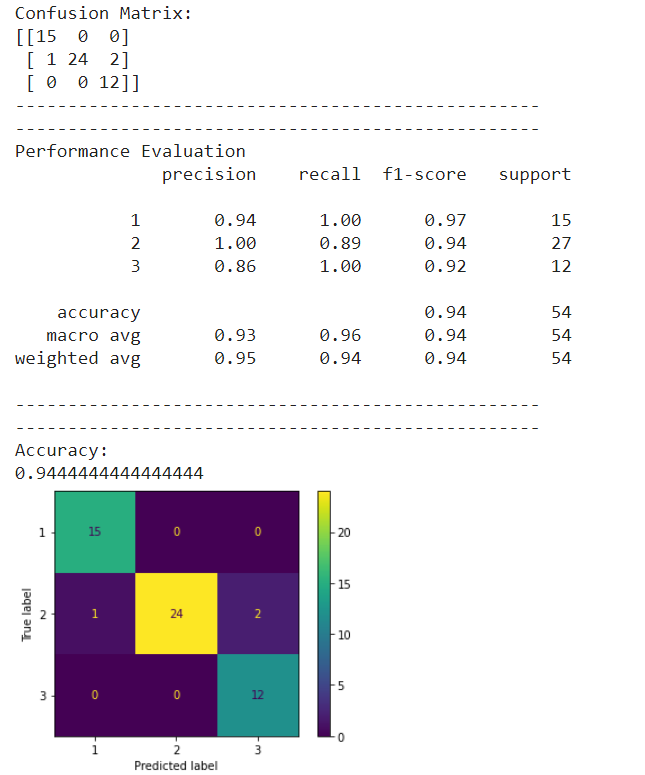 Confusion Matrix:
[[15  0  0]
 [ 1 24  2]
 [ 0  0 12]]
--------------------------------------------------
--------------------------------------------------
Performance Evaluation
              precision    recall  f1-score   support

           1       0.94      1.00      0.97        15
           2       1.00      0.89      0.94        27
           3       0.86      1.00      0.92        12

    accuracy                           0.94        54
   macro avg       0.93      0.96      0.94        54
weighted avg       0.95      0.94      0.94        54

--------------------------------------------------
--------------------------------------------------
Accuracy:
0.9444444444444444
1 15 0 0
2 1 24 2
3 0 0 12
1 2 3
True label
Predicted label
20
15
10
5
0